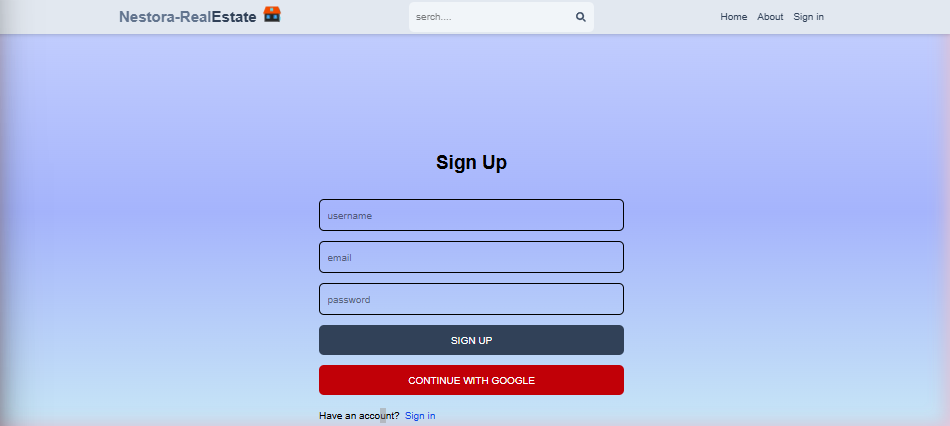 Nestora-RealEstate
serch....
Home About Sign in
Sign Up
username
email
password
SIGN UP
CONTINUE WITH GOOGLE
Have an account? Sign in